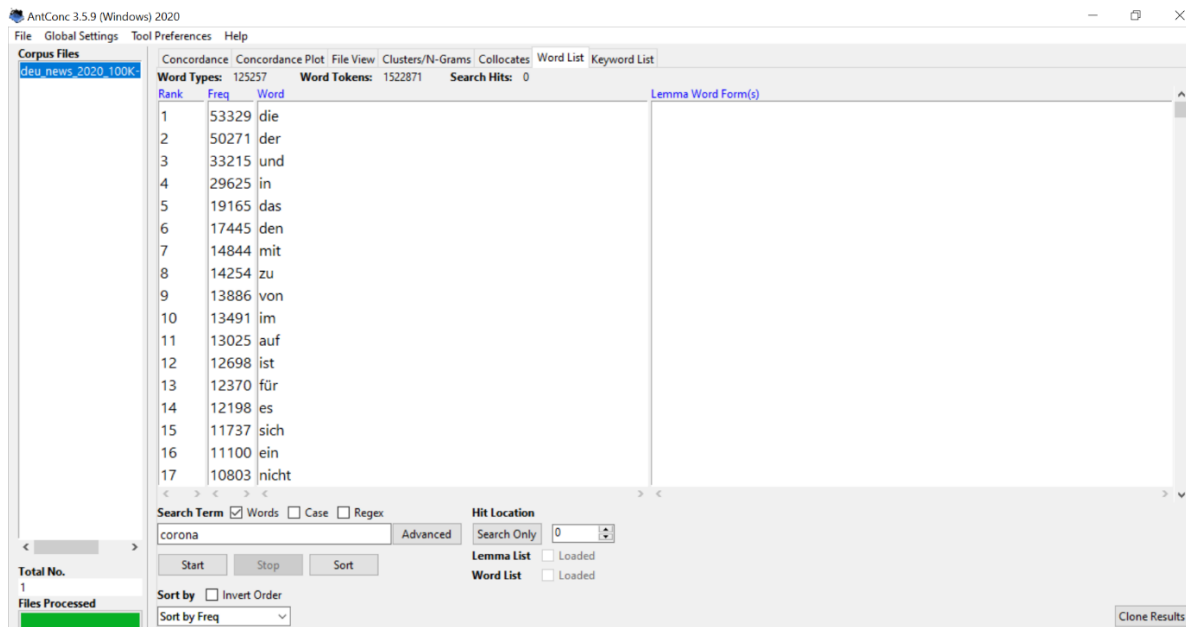 AntConc 3.5.9 (Windows) 2020
File Global Settings Tool Preferences Help
Corpus Files
deu_news_2020_100K-
Total No.
1
Files Processed
Concordance Concordance Plot File View Clusters/N-Grams Collocates Word List Keyword List
Word Types: 125257 Word Tokens: 1522871 Search Hits: 0
Rank Freq Word Lemma Word Form(s)
1 53329 die
2 50271 der
3 33215 und
4 29625 in
5 19165 das
6 17445 den
7 14844 mit
8 14254 zu
9 13886 von
10 13491 im
11 13025 auf
12 12698 ist
13 12370 für
14 12198 es
15 11737 sich
16 11100 ein
17 10803 nicht
Search Term Words Case Regex Hit Location
corona Advanced Search Only 0
Start Stop Sort Lemma List Loaded
Word List Loaded
Sort by Invert Order
Sort by Freq Clone Results